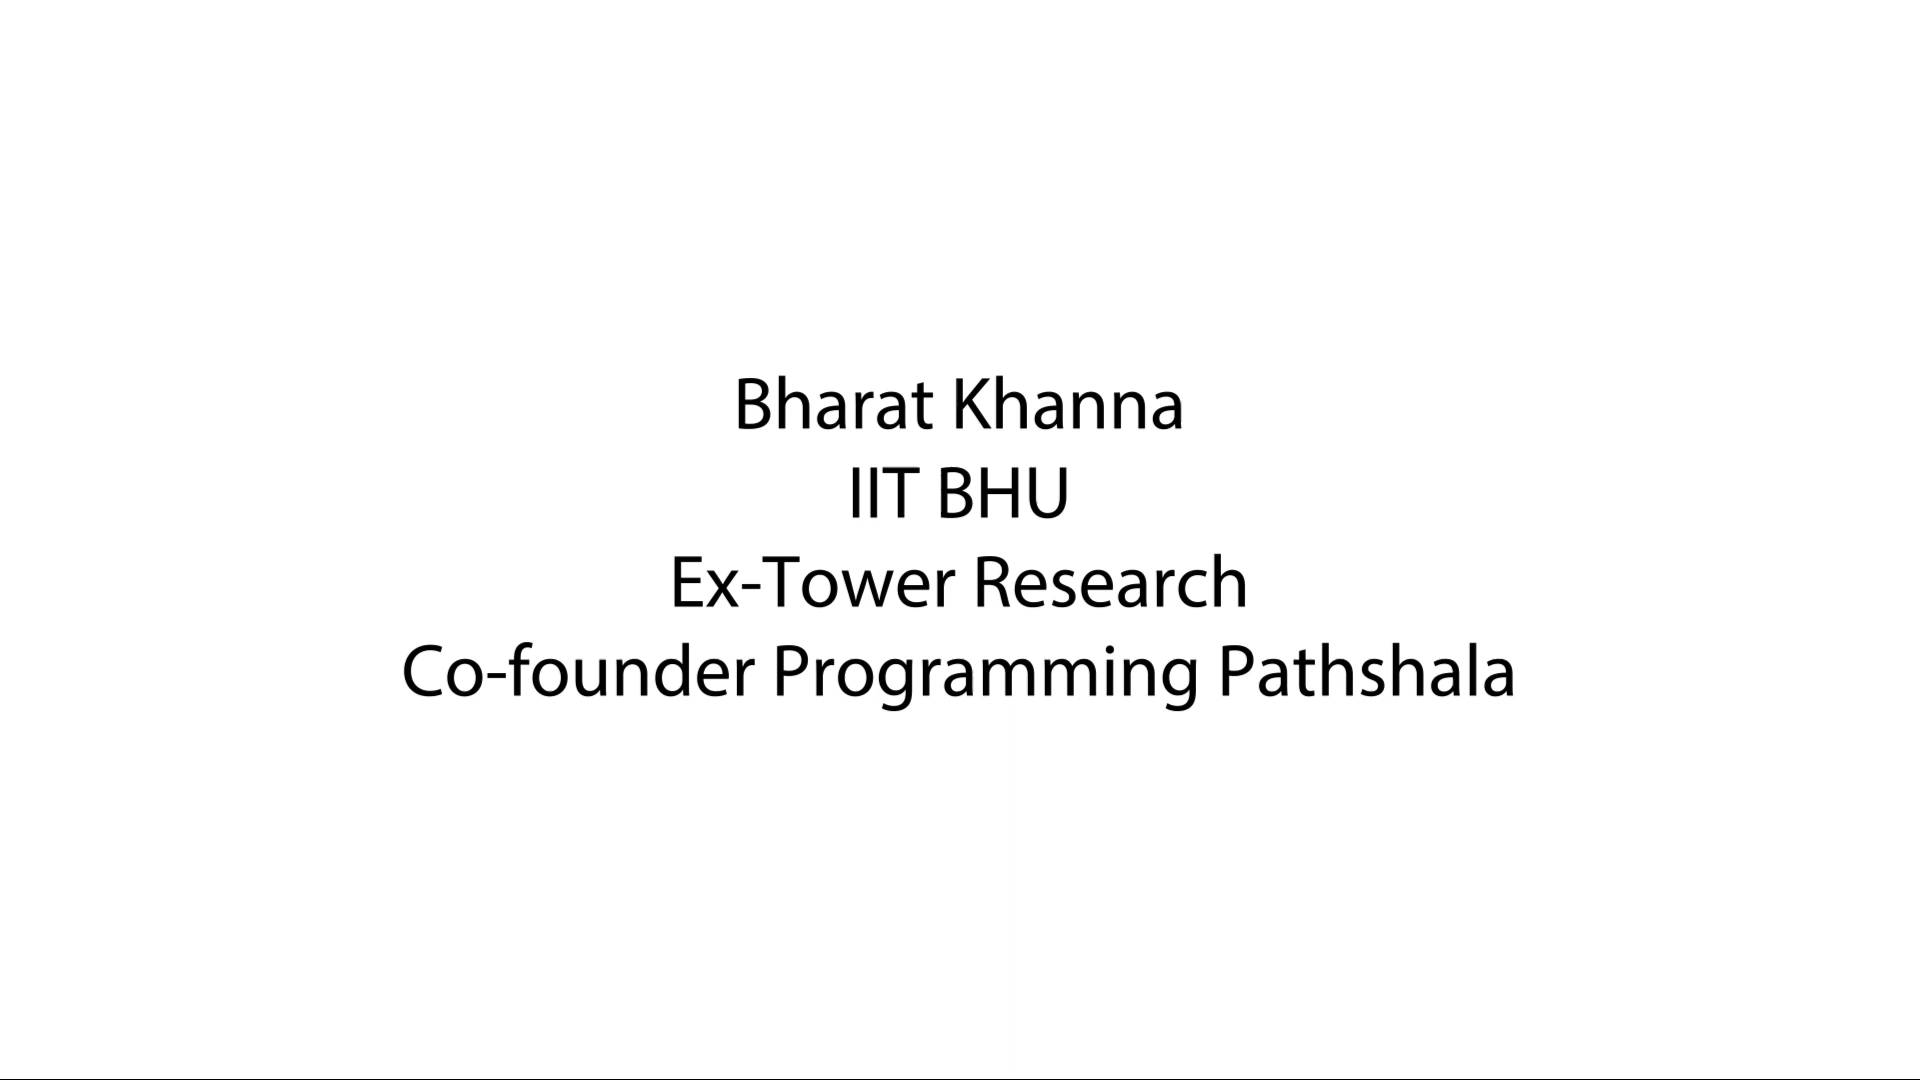 Bharat Khanna
IIT BHU
Ex-Tower Research
Co-founder Programming Pathshala